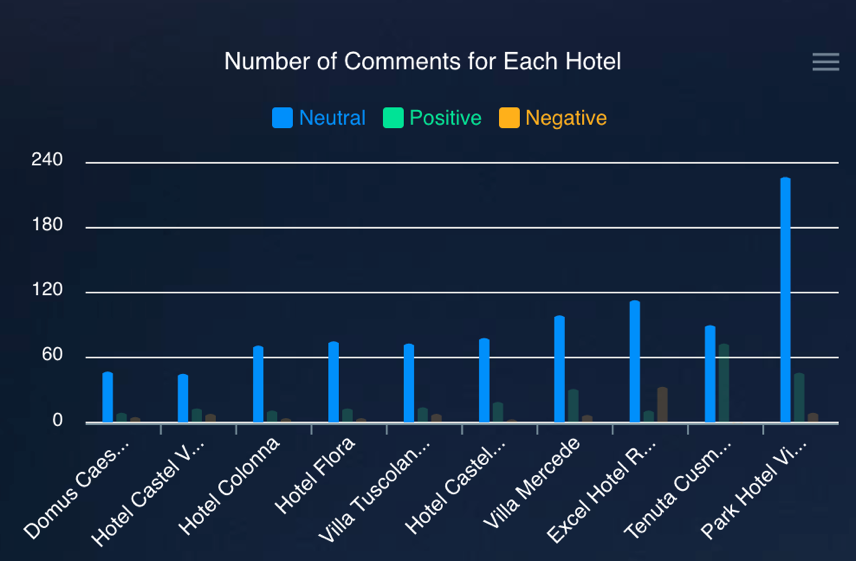 Number of Comments for Each Hotel
Neutral Positive Negative
240
180
120
60
0
Domus Caes...
Hotel Castel V...
Hotel Colonna
Hotel Flora
Villa Tuscolan...
Hotel Castel...
Villa Mercede
Excel Hotel R...
Tenuta Cusm...
Park Hotel Vi...